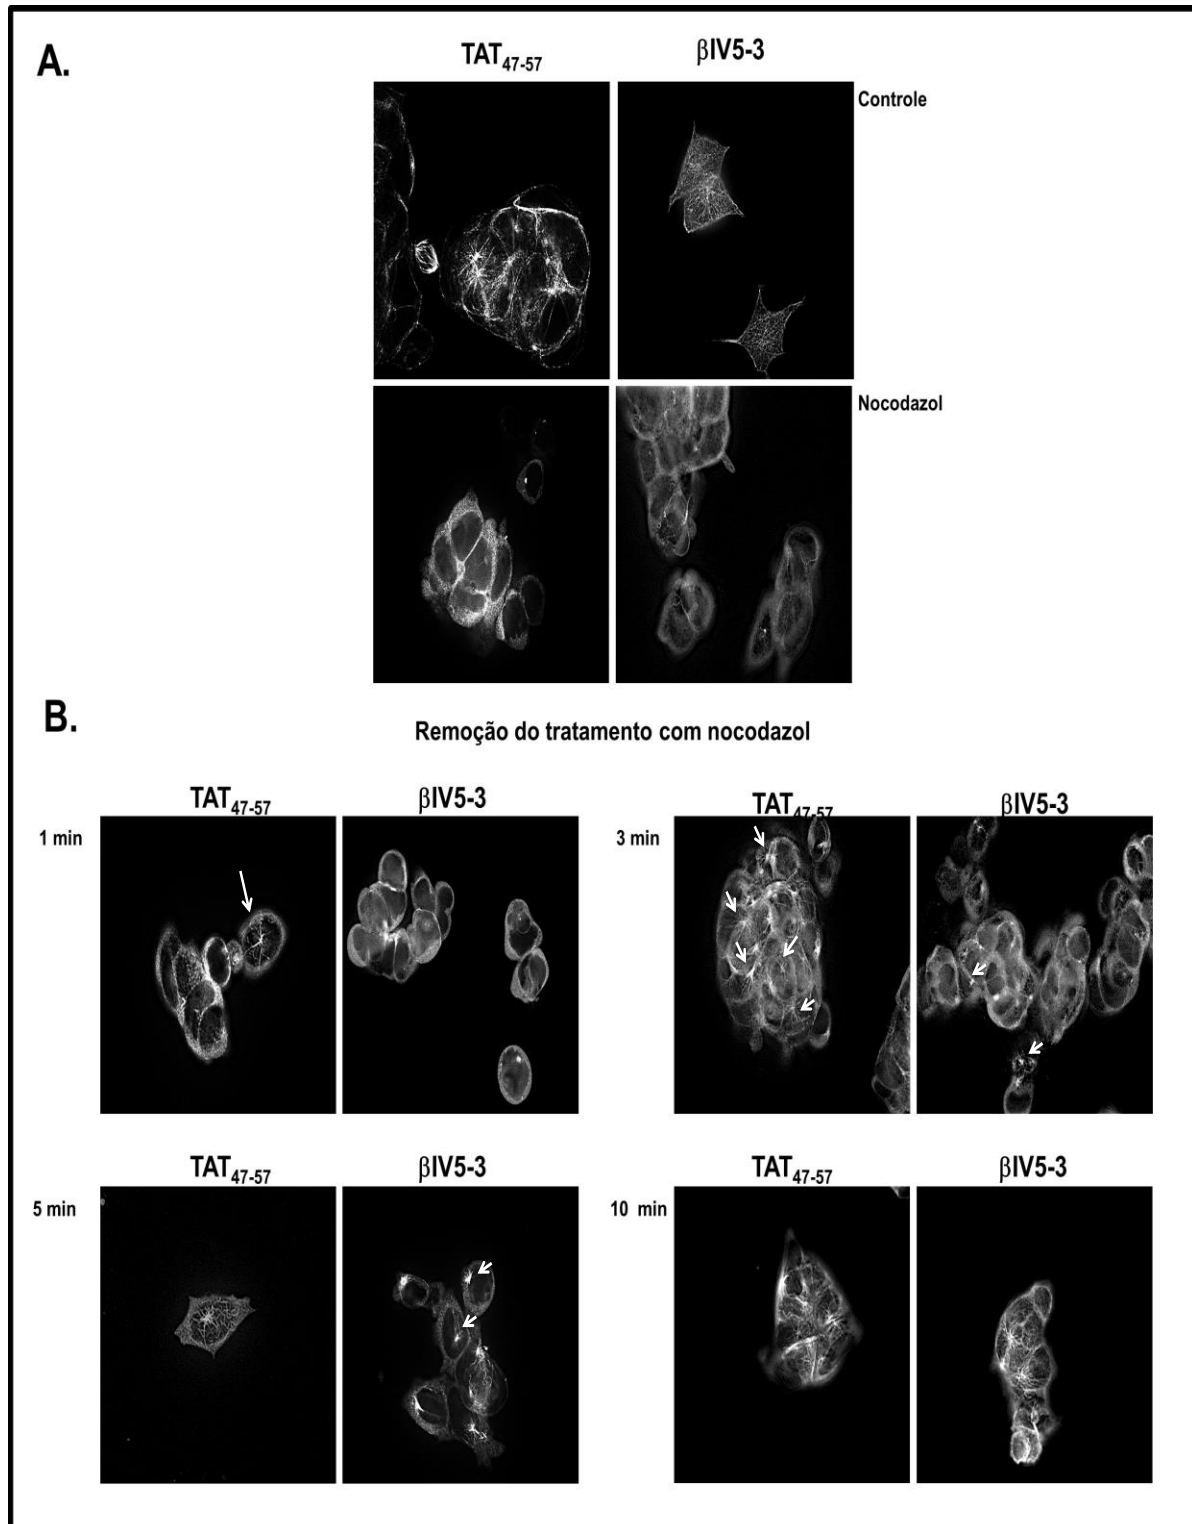 A.
TAT47-57 βIV5-3
Controle
Nocodazol
B.
Remoção do tratamento com nocodazol
TAT47-57 βIV5-3 TAT47-57 βIV5-3
1 min 3 min
TAT47-57 βIV5-3 TAT47-57 βIV5-3
5 min 10 min